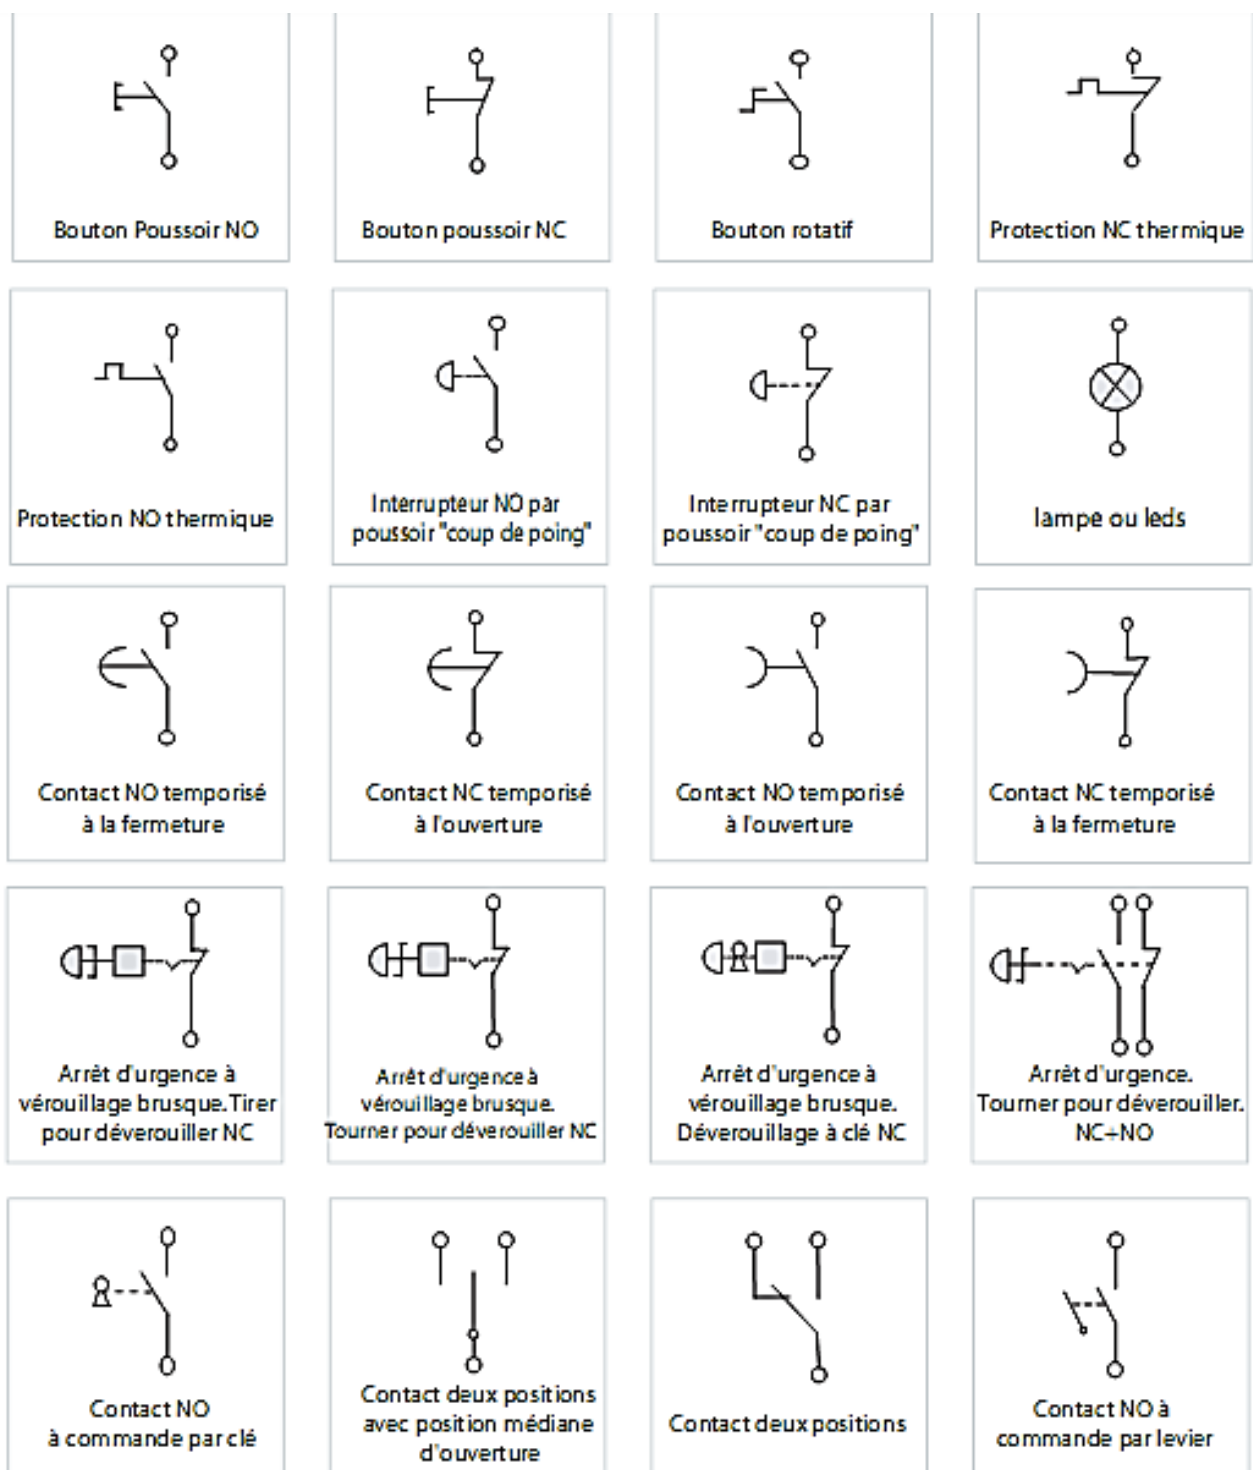 Bouton Poussoir NO
Bouton poussoir NC
Bouton rotatif
Protection NC thermique
Protection NO thermique
Interrupteur NO par
poussoir "coup de poing"
Interrupteur NC par
poussoir "coup de poing"
lampe ou leds
Contact NO temporisé
à la fermeture
Contact NC temporisé
à l'ouverture
Contact NO temporisé
à l'ouverture
Contact NC temporisé
à la fermeture
Arrêt d'urgence à
vérouillage brusque. Tirer
pour déverouiller NC
Arrêt d'urgence à
vérouillage brusque.
Tourner pour déverouiller NC
Arrêt d'urgence à
vérouillage brusque.
Déverouillage à clé NC
Arrêt d'urgence.
Tourner pour déverouiller.
NC+NO
Contact NO
à commande par clé
Contact deux positions
avec position médiane
d'ouverture
Contact deux positions
Contact NO à
commande par levier